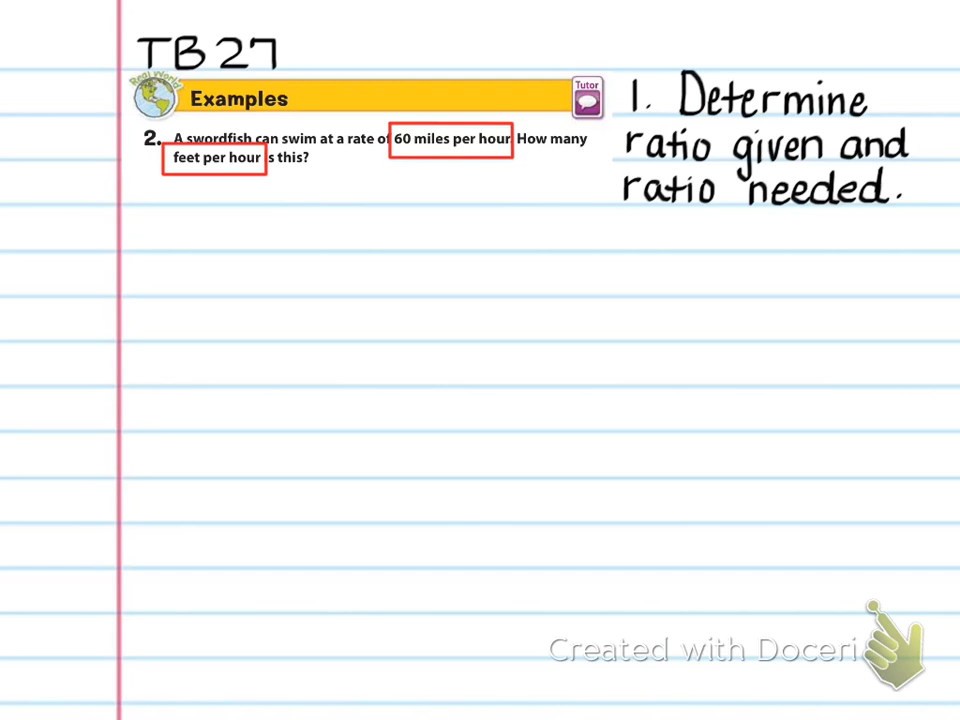 TB 27
Real World
Examples
Tutor
2. A swordfish can swim at a rate of 60 miles per hour. How many
feet per hour is this?
1. Determine
ratio given and
ratio needed.
Created with Doceri